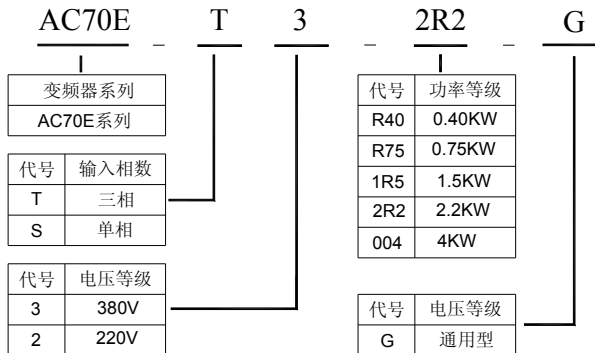 AC70E - T 3 - 2R2 - G
变频器系列
AC70E系列
代号 输入相数
T 三相
S 单相
代号 电压等级
3 380V
2 220V
代号 功率等级
R40 0.40KW
R75 0.75KW
1R5 1.5KW
2R2 2.2KW
004 4KW
代号 电压等级
G 通用型